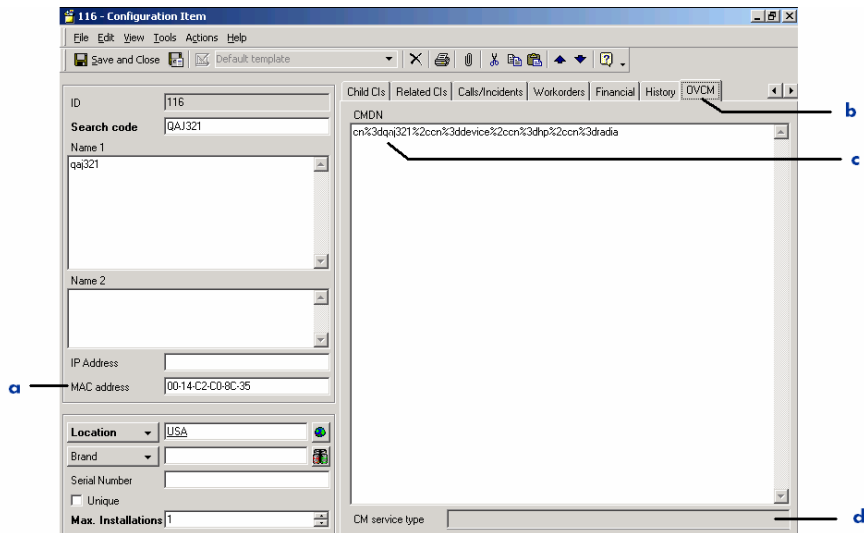 116 - Configuration Item
File Edit View Tools Actions Help
Save and Close Default template
ID 116
Search code QAJ321
Name 1
qaj321
Name 2
IP Address
MAC address 00-14-C2-C0-8C-35
Location USA
Brand
Serial Number
Unique
Max. Installations 1
Child CIs Related CIs Calls/Incidents Workorders Financial History OVCM
CMDN
cn%3dqaj321%2ccn%3ddevice%2ccn%3dhp%2ccn%3dradia
CM service type
a
b
c
d